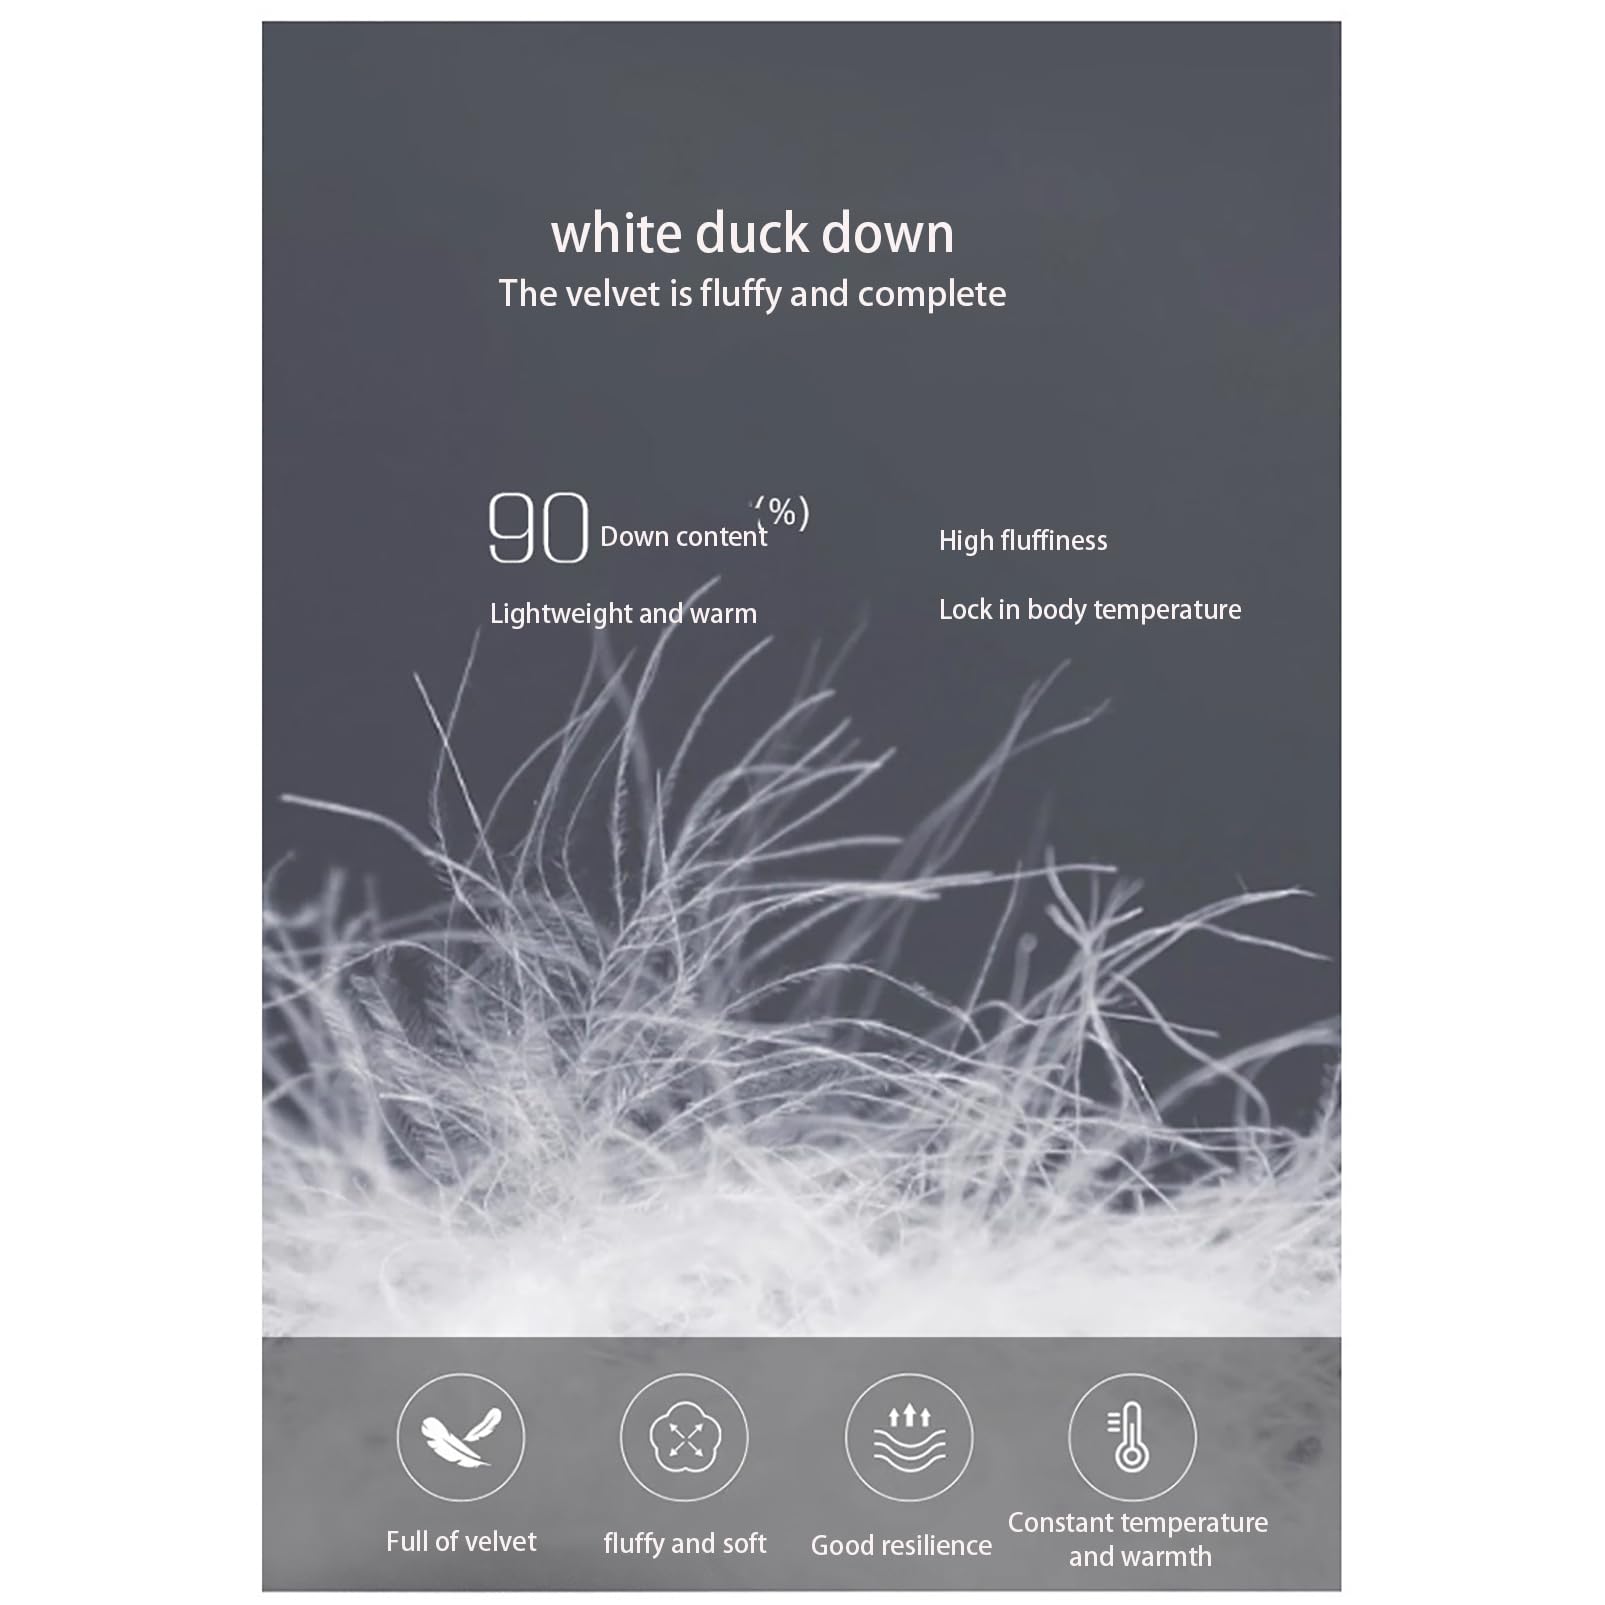 white duck down
The velvet is fluffy and complete
90 Down content (%)
High fluffiness
Lightweight and warm
Lock in body temperature
Full of velvet
fluffy and soft
Good resilience
Constant temperature
and warmth